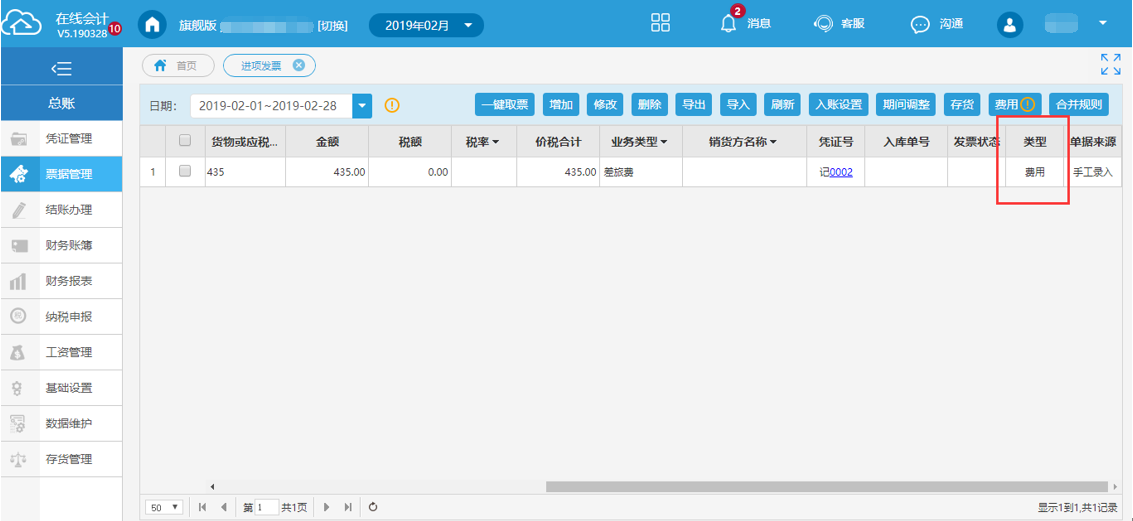 在线会计
V5.190328
10
旗舰版 [切换]
2019年02月
2
消息
客服
沟通
总账
凭证管理
票据管理
结账办理
财务账簿
财务报表
纳税申报
工资管理
基础设置
数据维护
存货管理
首页
进项发票
日期: 2019-02-01~2019-02-28
一键取票 增加 修改 删除 导出 导入 刷新 入账设置 期间调整 存货 费用 合并规则
货物或应税... 金额 税额 税率 价税合计 业务类型 销货方名称 凭证号 入库单号 发票状态 类型 单据来源
1 435 435.00 0.00 435.00 差旅费 记0002 费用 手工录入
50 第 1 共1页 显示1到1,共1记录